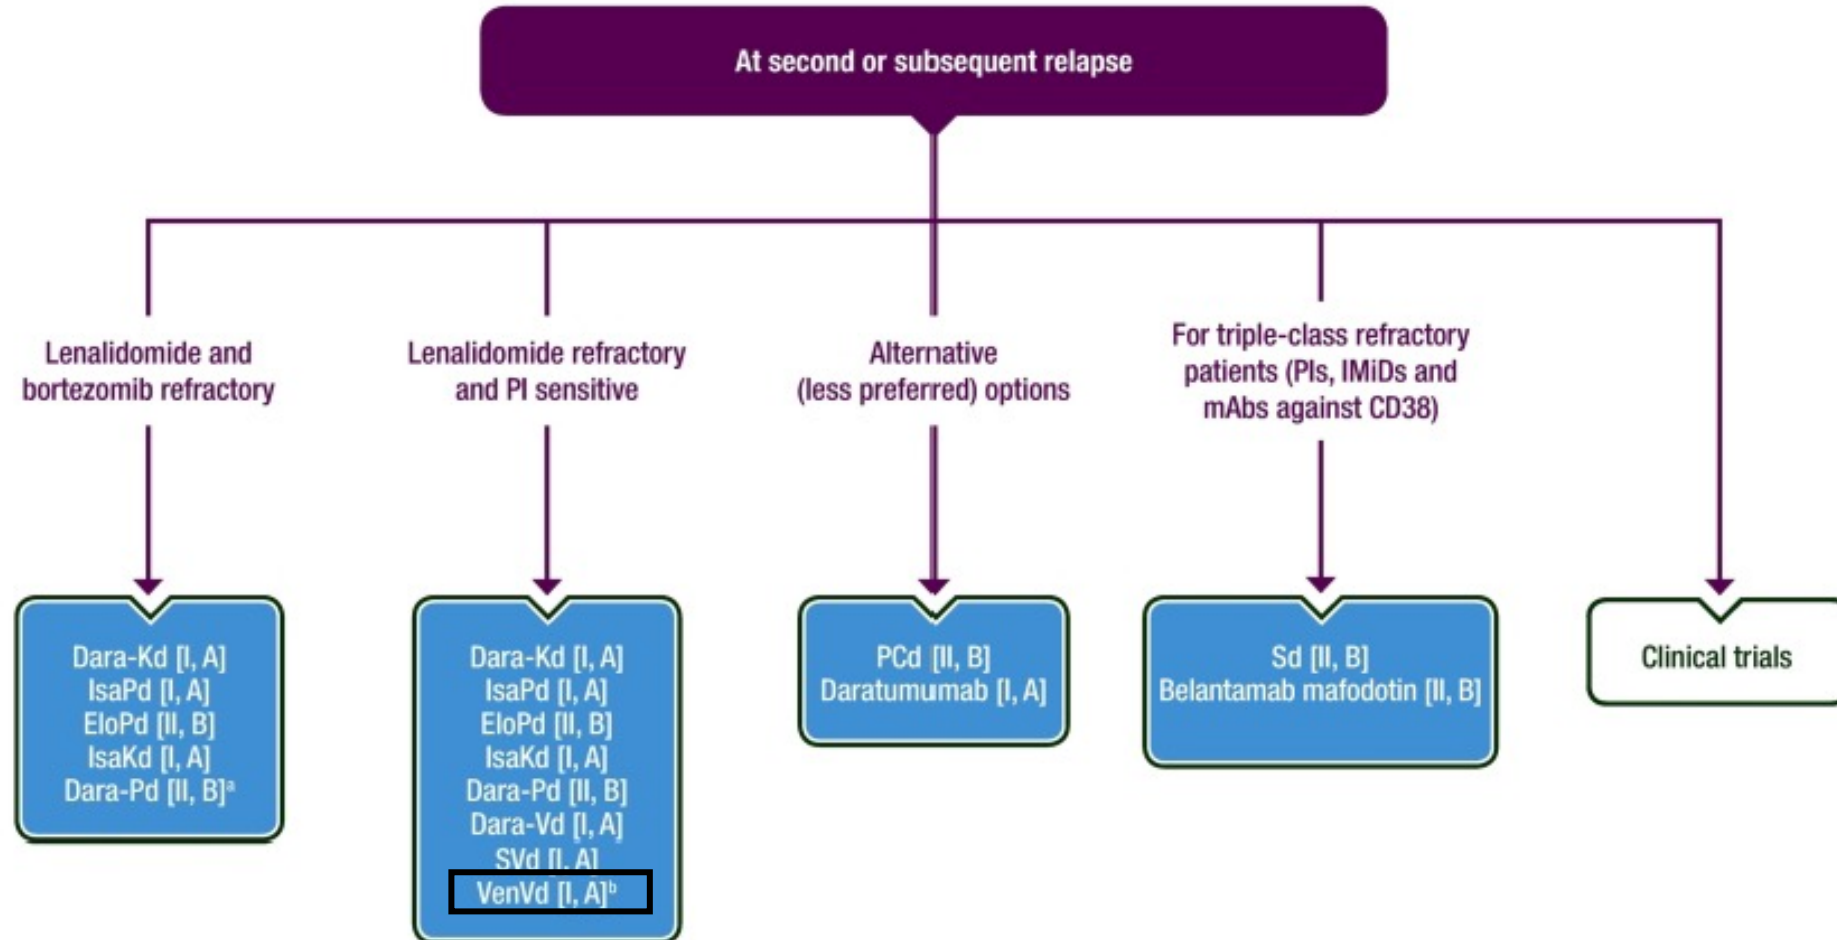 At second or subsequent relapse
Lenalidomide and
bortezomib refractory
Lenalidomide refractory
and PI sensitive
Alternative
(less preferred) options
For triple-class refractory
patients (PIs, IMiDs and
mAbs against CD38)
Dara-Kd [I, A]
IsaPd [I, A]
EloPd [II, B]
IsaKd [I, A]
Dara-Pd [II, B]ᵃ
Dara-Kd [I, A]
IsaPd [I, A]
EloPd [II, B]
IsaKd [I, A]
Dara-Pd [II, B]
Dara-Vd [I, A]
SVd [I, A]
VenVd [I, A]ᵇ
PCd [II, B]
Daratumumab [I, A]
Sd [II, B]
Belantamab mafodotin [II, B]
Clinical trials